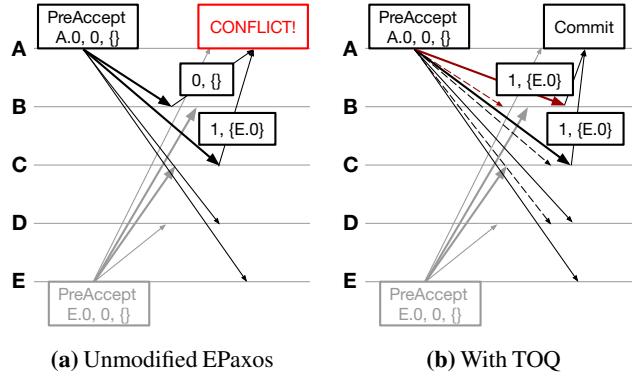 PreAccept
A.0, 0, {}
CONFLICT!
A
0, {}
B
1, {E.0}
C
D
E
PreAccept
E.0, 0, {}
(a) Unmodified EPaxos
PreAccept
A.0, 0, {}
Commit
A
1, {E.0}
B
1, {E.0}
C
D
E
PreAccept
E.0, 0, {}
(b) With TOQ